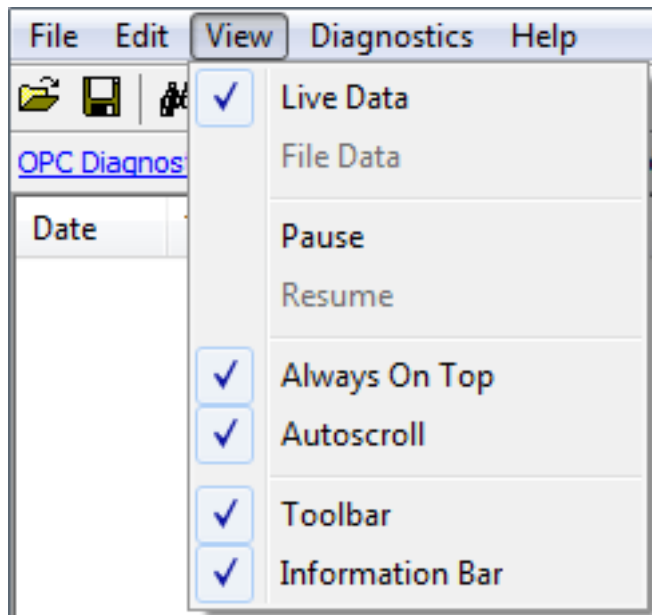 File Edit View Diagnostics Help
Live Data
OPC Diagnos
File Data
Date
Pause
Resume
Always On Top
Autoscroll
Toolbar
Information Bar